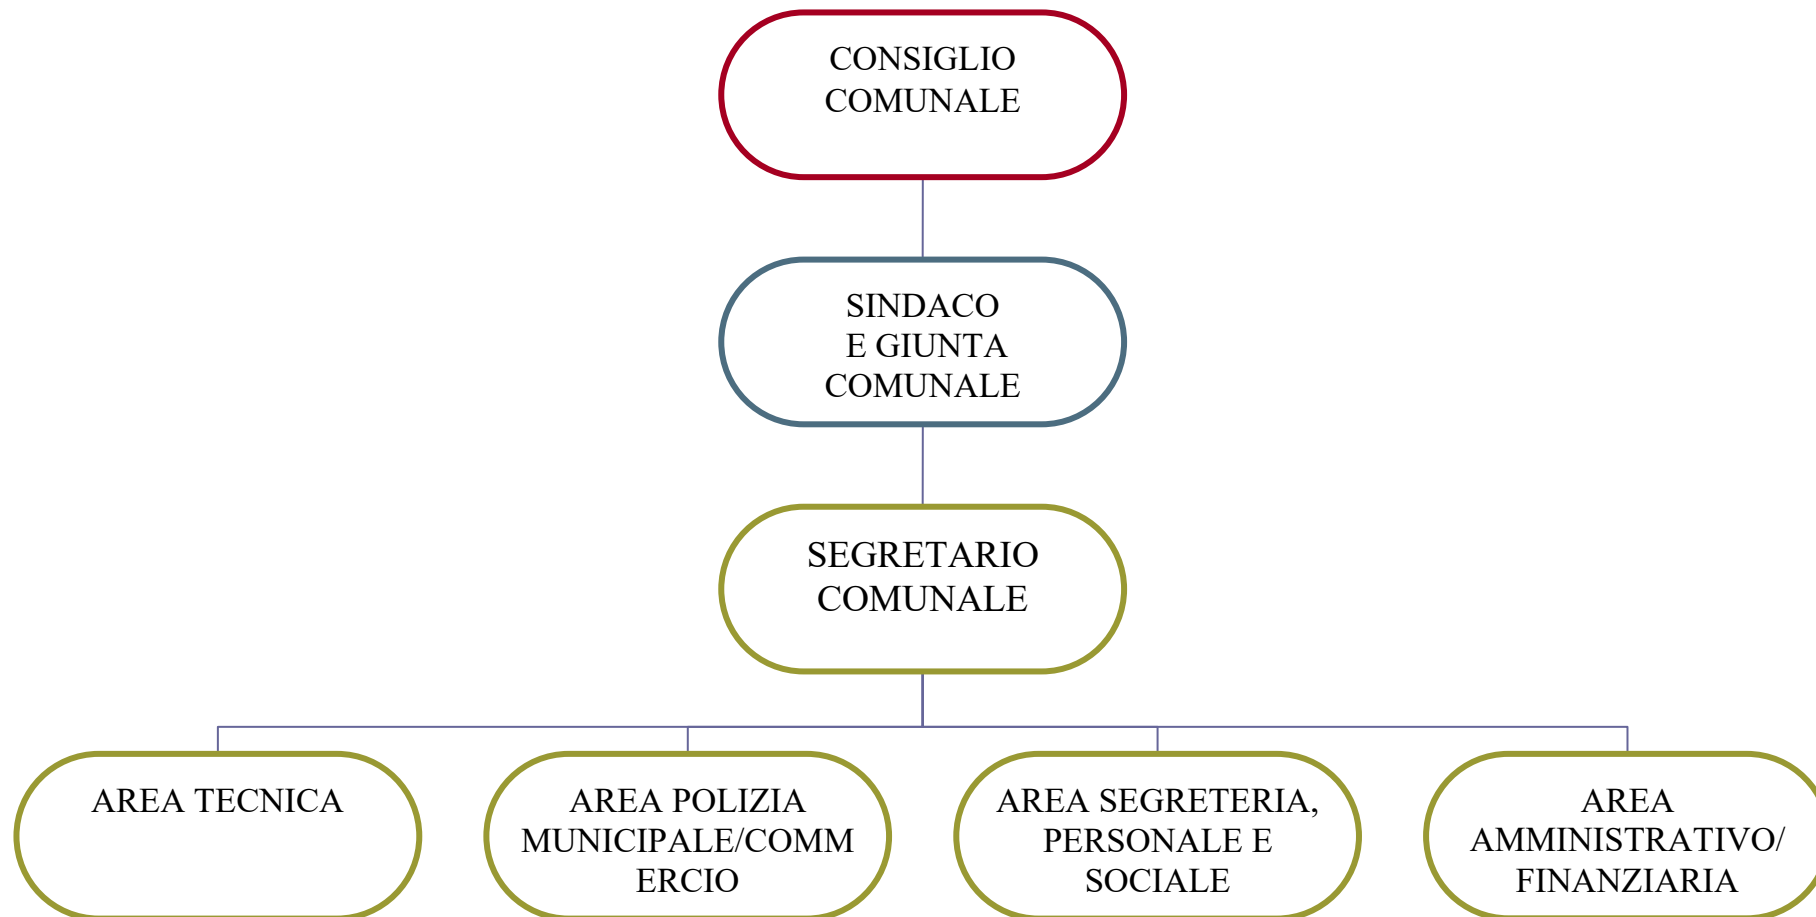 CONSIGLIO
COMUNALE
SINDACO
E GIUNTA
COMUNALE
SEGRETARIO
COMUNALE
AREA TECNICA
AREA POLIZIA
MUNICIPALE/COMM
ERCIO
AREA SEGRETERIA,
PERSONALE E
SOCIALE
AREA
AMMINISTRATIVO/
FINANZIARIA